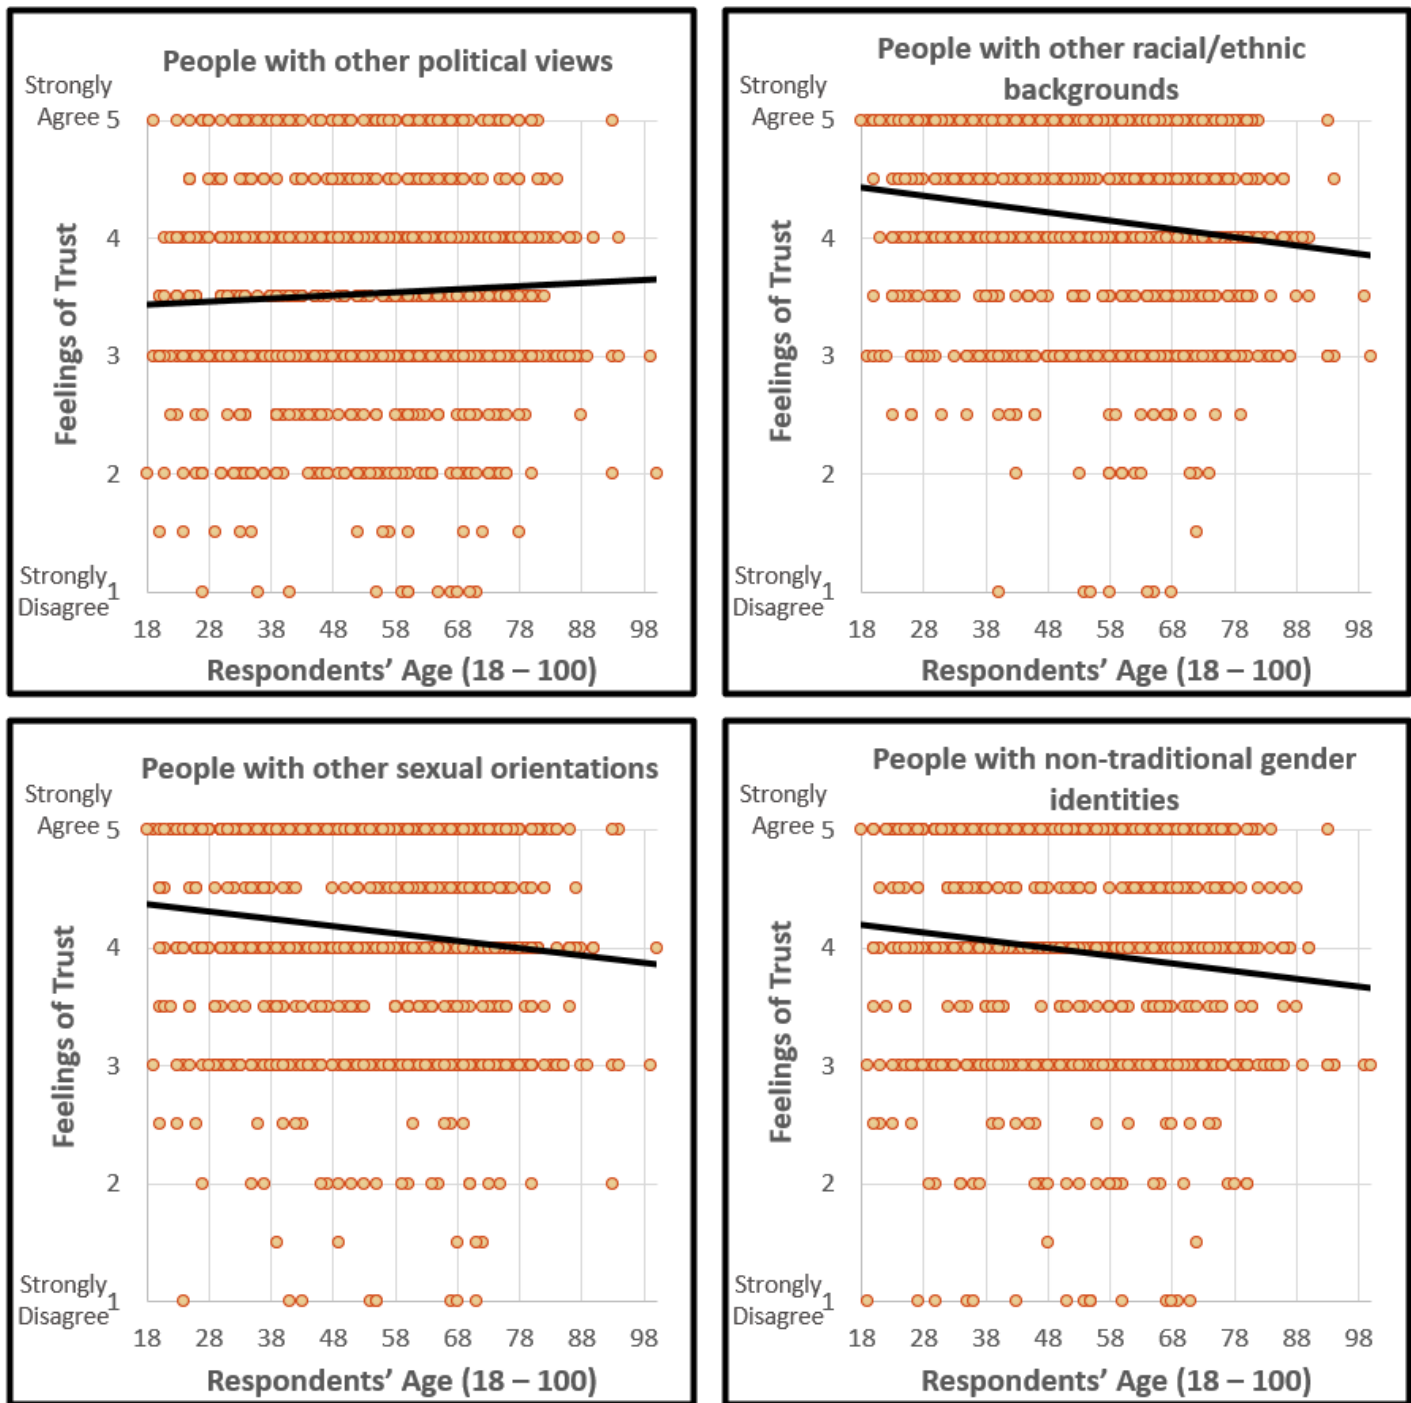 People with other political views
Strongly
Agree
5
4
3
2
1
Strongly
Disagree
Feelings of Trust
18 28 38 48 58 68 78 88 98
Respondents' Age (18 – 100)
People with other racial/ethnic
backgrounds
Strongly
Agree
5
4
3
2
1
Strongly
Disagree
Feelings of Trust
18 28 38 48 58 68 78 88 98
Respondents' Age (18 – 100)
People with other sexual orientations
Strongly
Agree
5
4
3
2
1
Strongly
Disagree
Feelings of Trust
18 28 38 48 58 68 78 88 98
Respondents' Age (18 – 100)
People with non-traditional gender
identities
Strongly
Agree
5
4
3
2
1
Strongly
Disagree
Feelings of Trust
18 28 38 48 58 68 78 88 98
Respondents' Age (18 – 100)